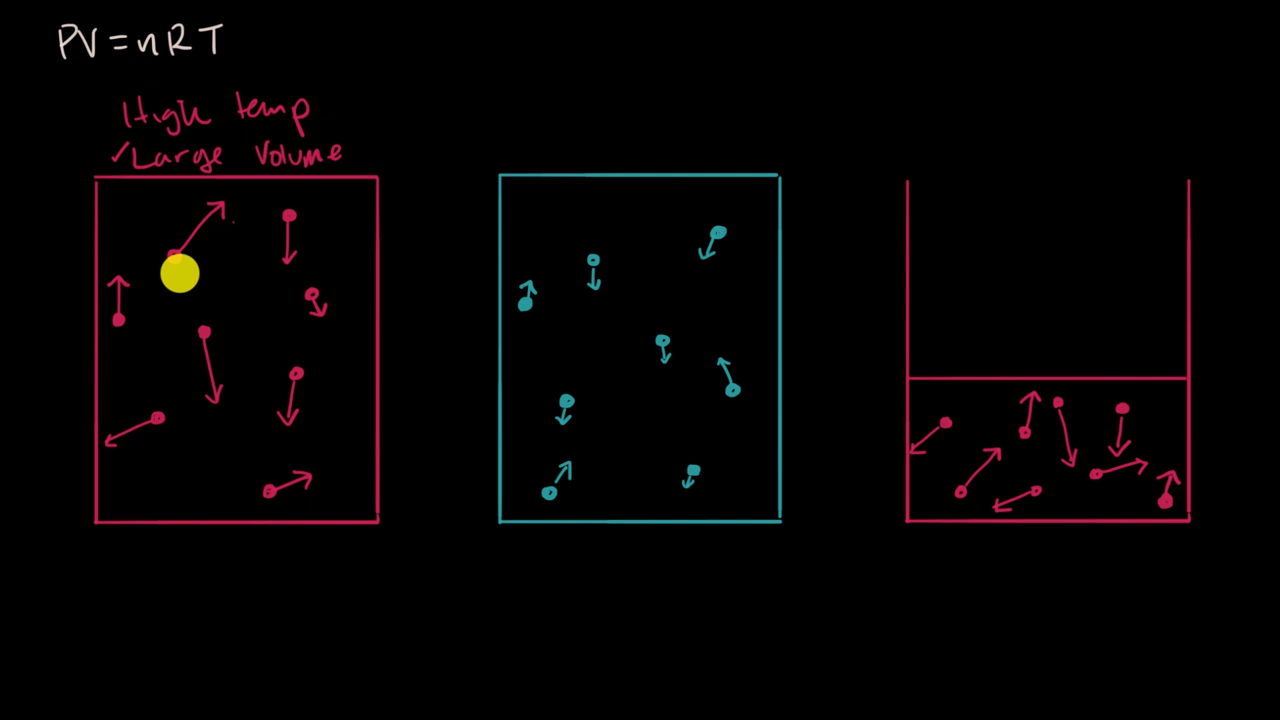 PV = nRT
High temp
✓Large Volume